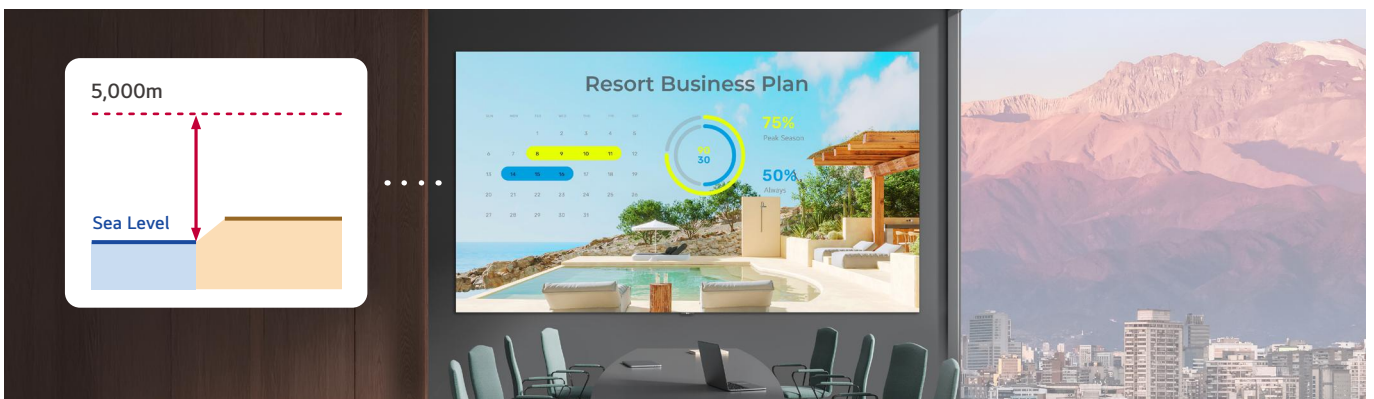 5,000m
Sea Level
Resort Business Plan
1 2 3 4 5
6 7 8 9 10 11 12
13 14 15 16 17 18 19
20 21 22 23 24 25 26
27 28 29 30 31
30
75%
Peak Season
50%
Always